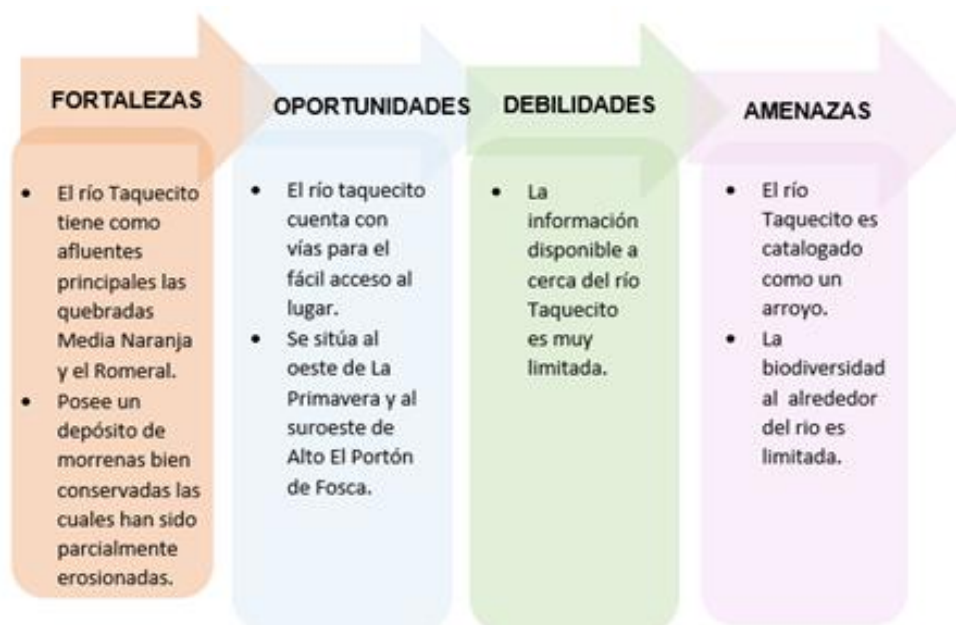 FORTALEZAS
• El río Taquecito
tiene como
afluentes
principales las
quebradas
Media Naranja
y el Romeral.
• Posee un
depósito de
morrenas bien
conservadas las
cuales han sido
parcialmente
erosionadas.
OPORTUNIDADES
• El río taquecito
cuenta con
vías para el
fácil acceso al
lugar.
• Se sitúa al
oeste de La
Primavera y al
suroeste de
Alto El Portón
de Fosca.
DEBILIDADES
• La
información
disponible a
cerca del río
Taquecito
es muy
limitada.
AMENAZAS
• El río
Taquecito es
catalogado
como un
arroyo.
• La
biodiversidad
al alrededor
del rio es
limitada.